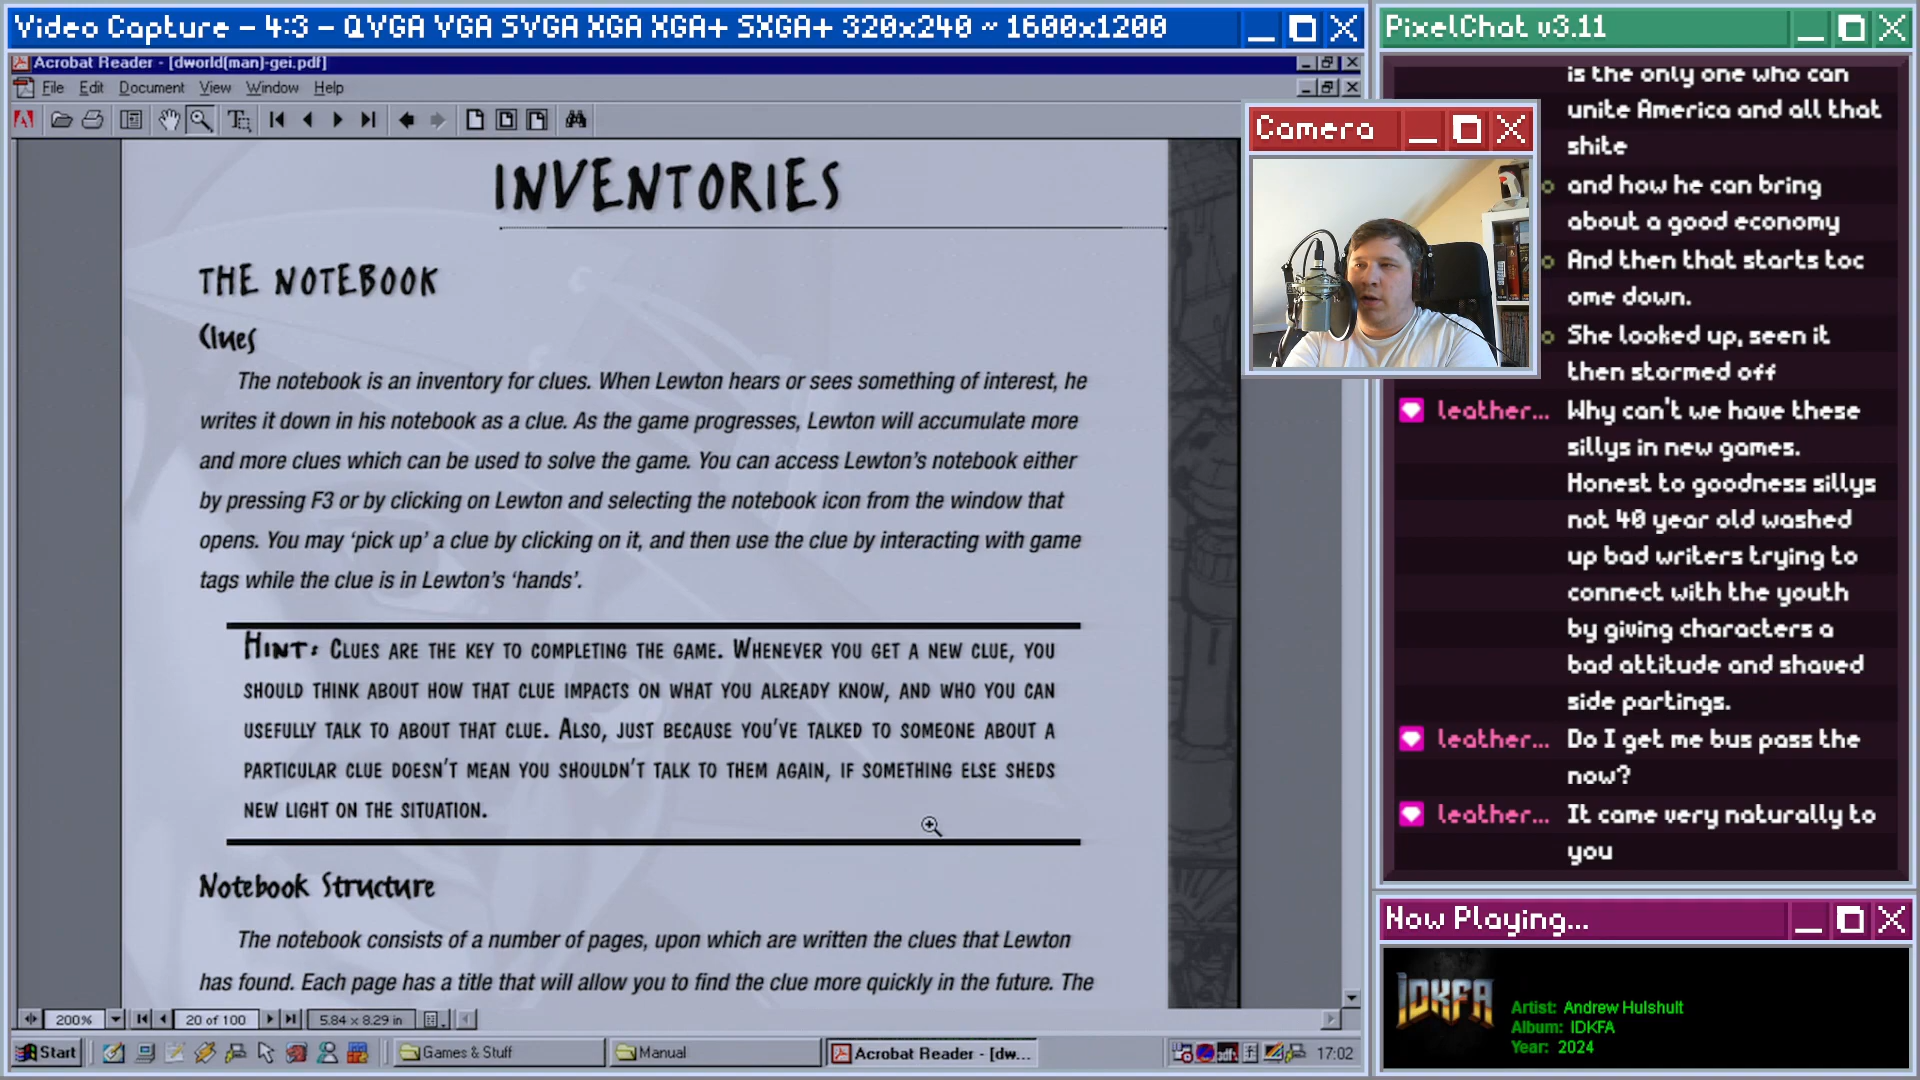 Video Capture - 4:3 - QVGA VGA SVGA XGA XGA+ SXGA+ 320x240 ~ 1600x1200
Acrobat Reader - [dworld(man)-gei.pdf]
File Edit Document View Window Help
INVENTORIES
THE NOTEBOOK
Clues
The notebook is an inventory for clues. When Lewton hears or sees something of interest, he
writes it down in his notebook as a clue. As the game progresses, Lewton will accumulate more
and more clues which can be used to solve the game. You can access Lewton's notebook either
by pressing F3 or by clicking on Lewton and selecting the notebook icon from the window that
opens. You may 'pick up' a clue by clicking on it, and then use the clue by interacting with game
tags while the clue is in Lewton's 'hands'.
HINT: CLUES ARE THE KEY TO COMPLETING THE GAME. WHENEVER YOU GET A NEW CLUE, YOU
SHOULD THINK ABOUT HOW THAT CLUE IMPACTS ON WHAT YOU ALREADY KNOW, AND WHO YOU CAN
USEFULLY TALK TO ABOUT THAT CLUE. ALSO, JUST BECAUSE YOU'VE TALKED TO SOMEONE ABOUT A
PARTICULAR CLUE DOESN'T MEAN YOU SHOULDN'T TALK TO THEM AGAIN, IF SOMETHING ELSE SHEDS
NEW LIGHT ON THE SITUATION.
Notebook Structure
The notebook consists of a number of pages, upon which are written the clues that Lewton
has found. Each page has a title that will allow you to find the clue more quickly in the future. The
200% 20 of 100 5.84 x 8.29 in
Start Games & Stuff Manual Acrobat Reader - [dw... 17:02
Camera
PixelChat v3.11
is the only one who can
unite America and all that
shite
and how he can bring
about a good economy
And then that starts toc
ome down.
She looked up, seen it
then stormed off
leather... Why can't we have these
sillys in new games.
Honest to goodness sillys
not 40 year old washed
up bad writers trying to
connect with the youth
by giving characters a
bad attitude and shaved
side partings.
leather... Do I get me bus pass the
now?
leather... It came very naturally to
you
Now Playing...
IDKFA
Artist: Andrew Hulshult
Album: IDKFA
Year: 2024